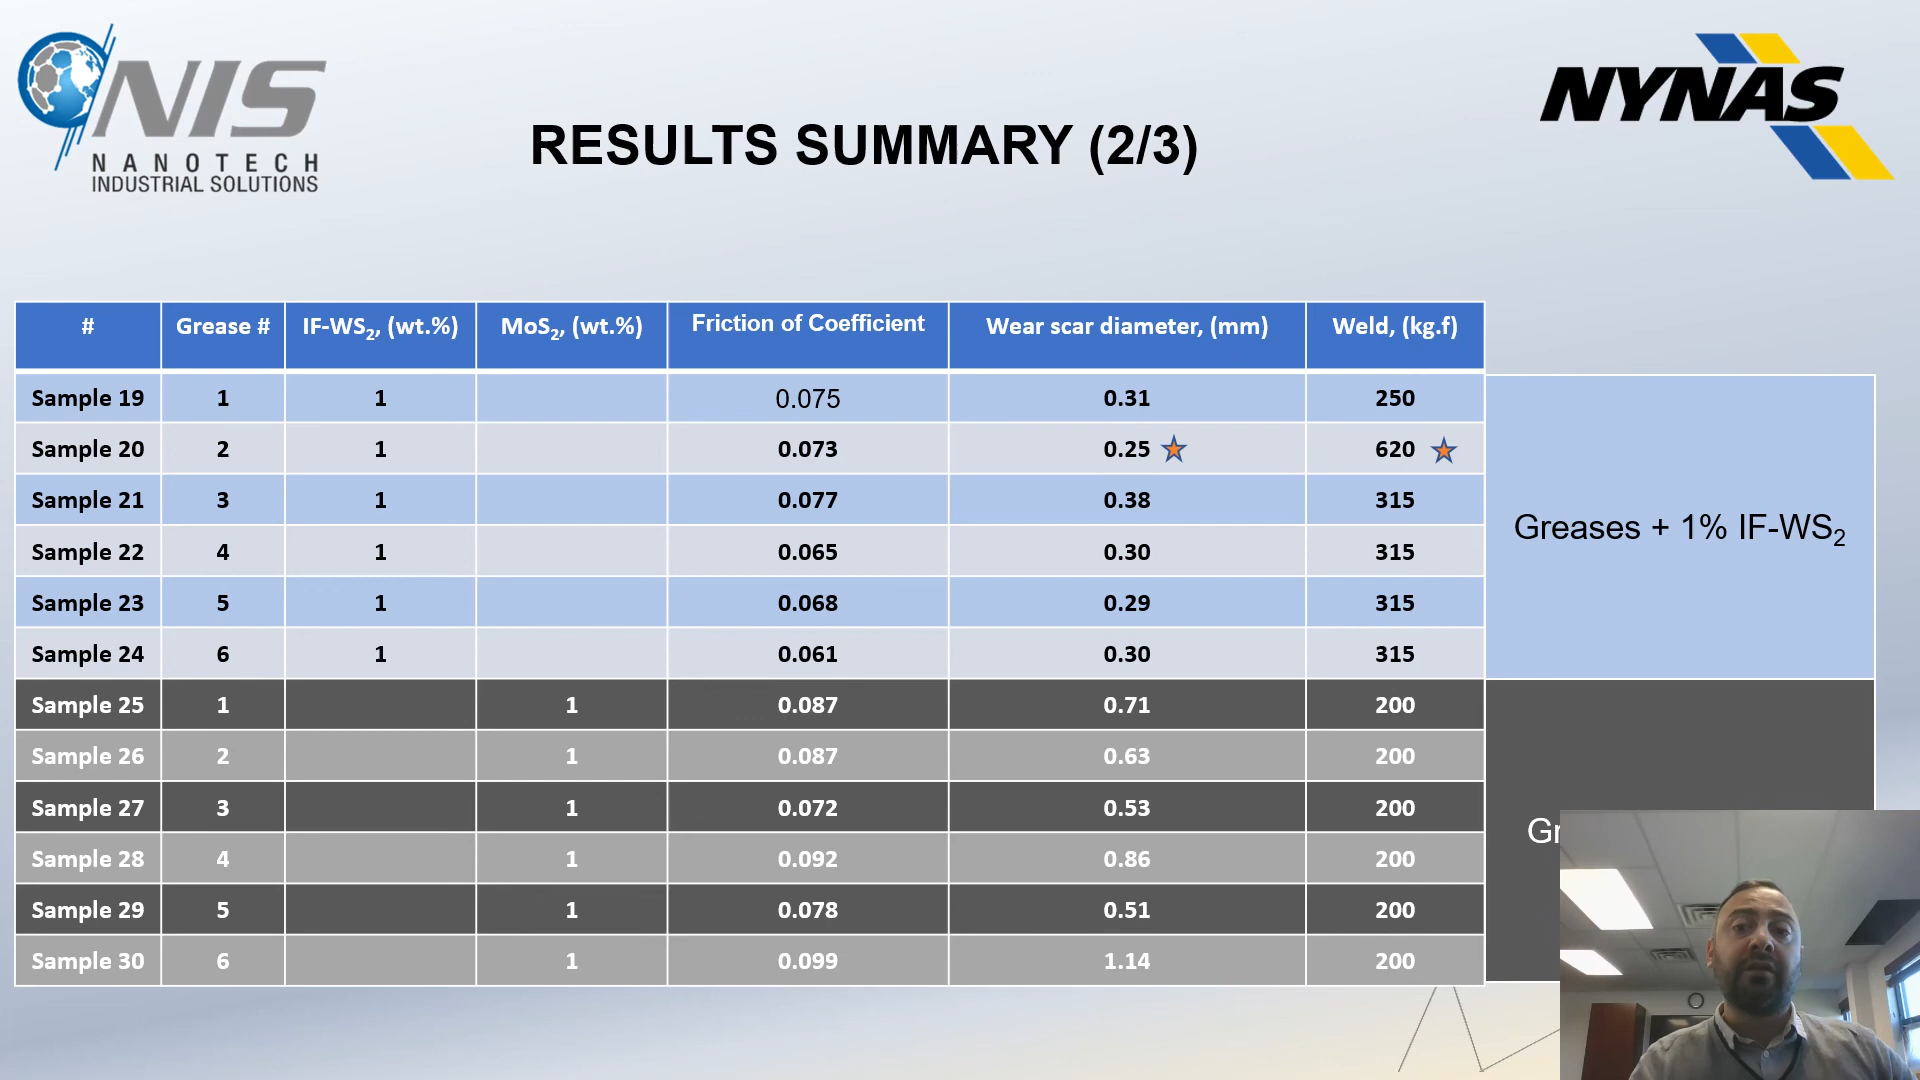 NIS
NANOTECH
INDUSTRIAL SOLUTIONS
NYNAS
RESULTS SUMMARY (2/3)
# Grease # IF-WS₂, (wt.%) MoS₂, (wt.%) Friction of Coefficient Wear scar diameter, (mm) Weld, (kg.f)
Sample 19 1 1 0.075 0.31 250
Sample 20 2 1 0.073 0.25 620
Sample 21 3 1 0.077 0.38 315
Sample 22 4 1 0.065 0.30 315
Sample 23 5 1 0.068 0.29 315
Sample 24 6 1 0.061 0.30 315
Greases + 1% IF-WS₂
Sample 25 1 1 0.087 0.71 200
Sample 26 2 1 0.087 0.63 200
Sample 27 3 1 0.072 0.53 200
Sample 28 4 1 0.092 0.86 200
Sample 29 5 1 0.078 0.51 200
Sample 30 6 1 0.099 1.14 200